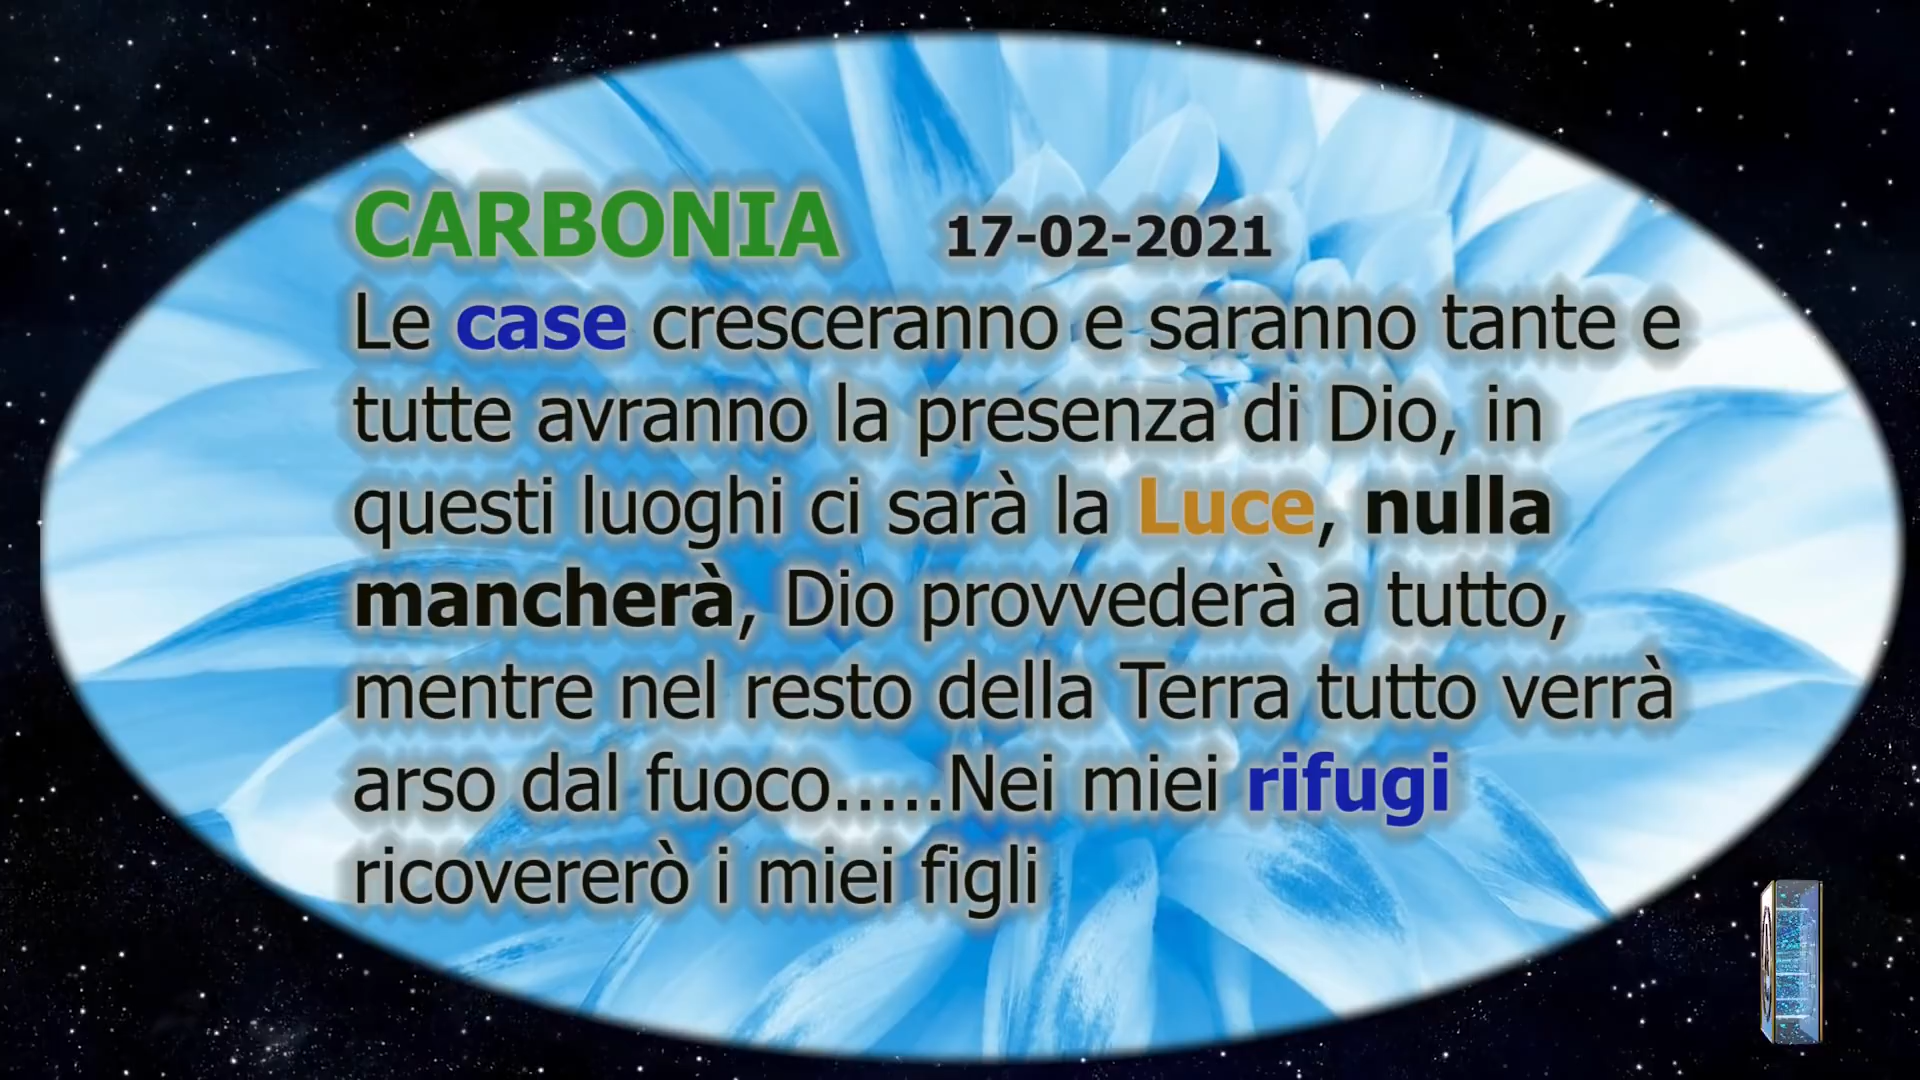 CARBONIA 17-02-2021
Le case cresceranno e saranno tante e
tutte avranno la presenza di Dio, in
questi luoghi ci sarà la Luce, nulla
mancherà, Dio provvederà a tutto,
mentre nel resto della Terra tutto verrà
arso dal fuoco.....Nei miei rifugi
ricovererò i miei figli